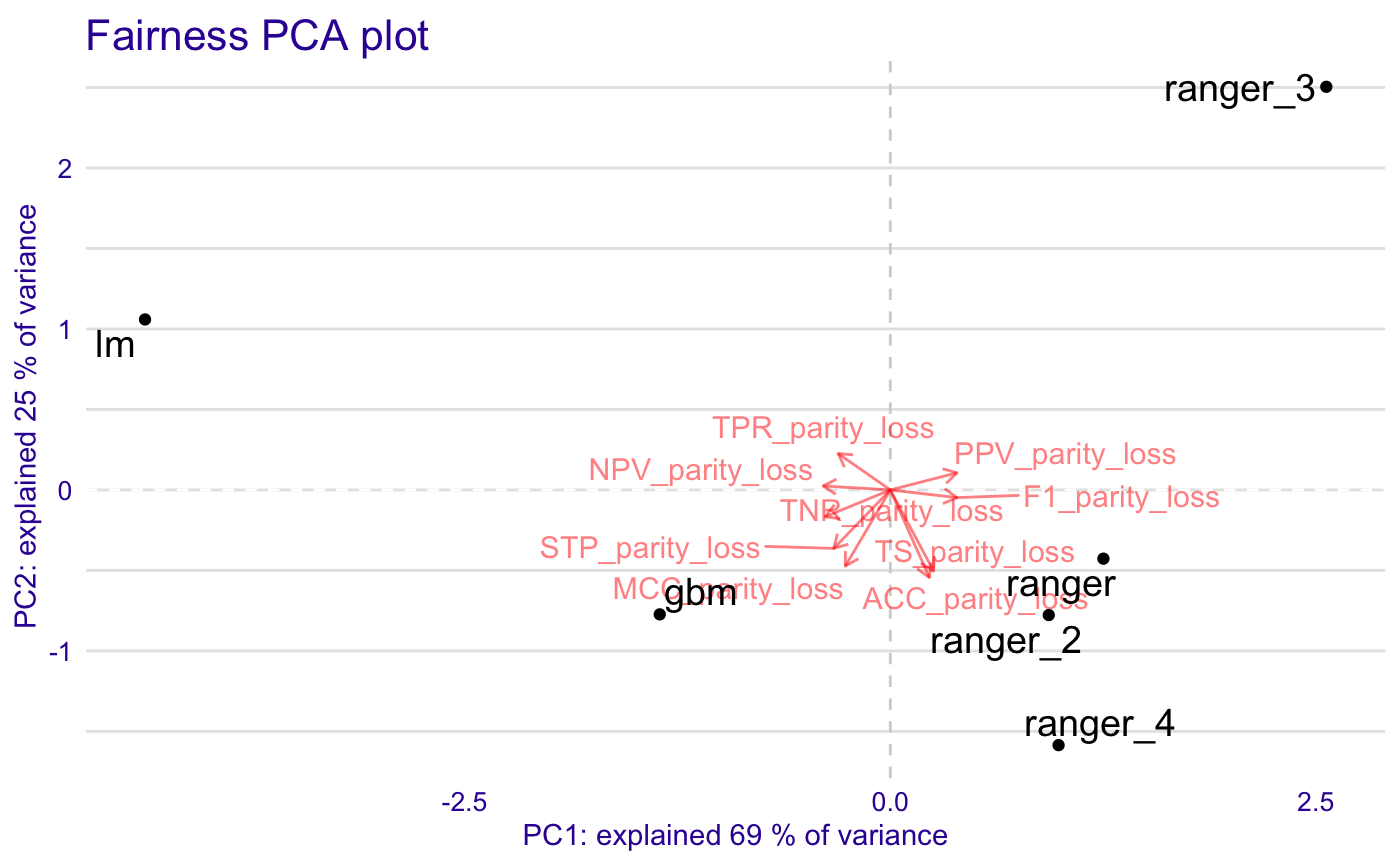 Fairness PCA plot
ranger_3
2
lm
1
TPR_parity_loss
PPV_parity_loss
NPV_parity_loss
F1_parity_loss
0
TNR_parity_loss
STP_parity_loss
TS_parity_loss
MCC_parity_loss
gbm
ranger
ACC_parity_loss
ranger_2
-1
ranger_4
-2.5
0.0
2.5
PC1: explained 69 % of variance
PC2: explained 25 % of variance